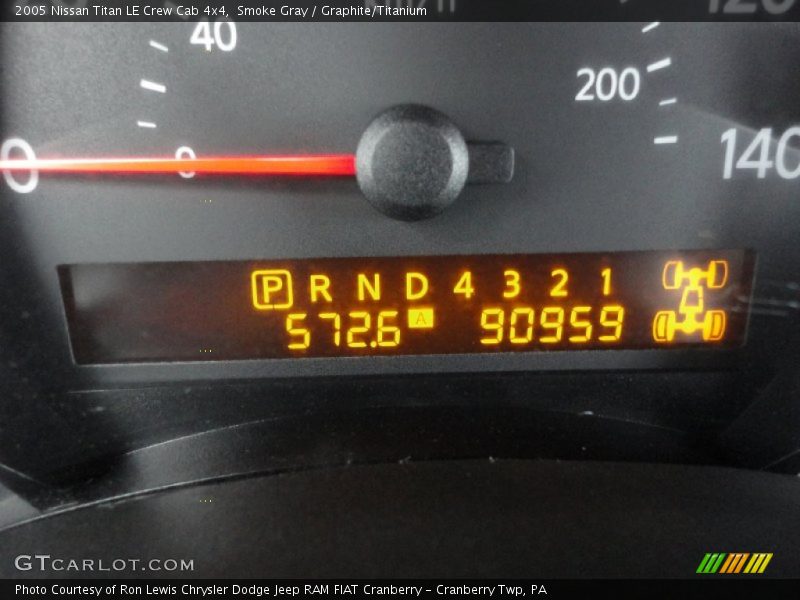 2005 Nissan Titan LE Crew Cab 4x4, Smoke Gray / Graphite/Titanium
40
200
0
0
140
P R N D 4 3 2 1
572.6 A 90959
GTCARLOT.COM
Photo Courtesy of Ron Lewis Chrysler Dodge Jeep RAM FIAT Cranberry - Cranberry Twp, PA